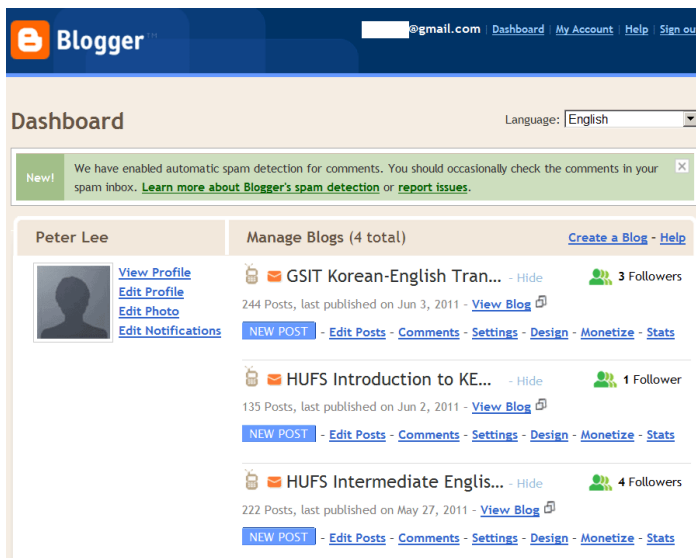 Blogger™
@gmail.com | Dashboard | My Account | Help | Sign ou
Dashboard
Language: English
New!
We have enabled automatic spam detection for comments. You should occasionally check the comments in your
spam inbox. Learn more about Blogger's spam detection or report issues.
Peter Lee
View Profile
Edit Profile
Edit Photo
Edit Notifications
Manage Blogs (4 total)
Create a Blog - Help
GSIT Korean-English Tran... - Hide
3 Followers
244 Posts, last published on Jun 3, 2011 - View Blog
NEW POST - Edit Posts - Comments - Settings - Design - Monetize - Stats
HUFS Introduction to KE... - Hide
1 Follower
135 Posts, last published on Jun 2, 2011 - View Blog
NEW POST - Edit Posts - Comments - Settings - Design - Monetize - Stats
HUFS Intermediate Englis... - Hide
4 Followers
222 Posts, last published on May 27, 2011 - View Blog
NEW POST - Edit Posts - Comments - Settings - Design - Monetize - Stats